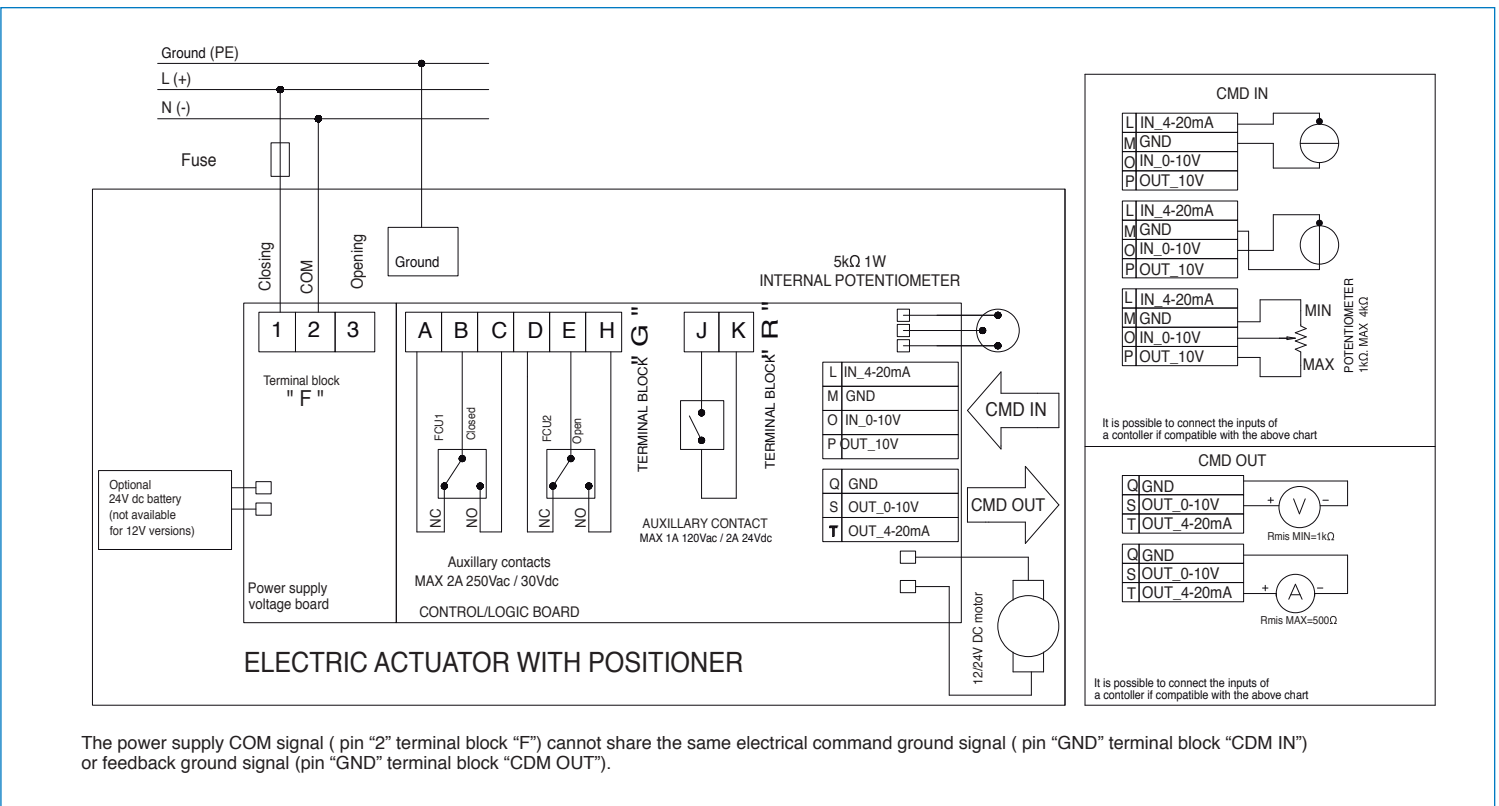 Ground (PE)
L (+)
N (-)
Fuse
Closing
COM
Opening
Ground
5kΩ 1W
INTERNAL POTENTIOMETER
1 2 3
Terminal block
" F "
A B C D E H
TERMINAL BLOCK" G "
J K
TERMINAL BLOCK" R "
FCU1
Closed
NC
NO
FCU2
Open
NC
NO
Auxillary contacts
MAX 2A 250Vac / 30Vdc
AUXILLARY CONTACT
MAX 1A 120Vac / 2A 24Vdc
L IN_4-20mA
M GND
O IN_0-10V
P OUT_10V
CMD IN
Q GND
S OUT_0-10V
T OUT_4-20mA
CMD OUT
12/24V DC motor
Optional
24V dc battery
(not available
for 12V versions)
Power supply
voltage board
CONTROL/LOGIC BOARD
ELECTRIC ACTUATOR WITH POSITIONER
CMD IN
L IN_4-20mA
M GND
O IN_0-10V
P OUT_10V
L IN_4-20mA
M GND
O IN_0-10V
P OUT_10V
L IN_4-20mA
M GND
O IN_0-10V
P OUT_10V
MIN
MAX
POTENTIOMETER
1kΩ. MAX 4kΩ
It is possible to connect the inputs of
a contoller if compatible with the above chart
CMD OUT
Q GND
S OUT_0-10V
T OUT_4-20mA
+ V −
Rmis MIN=1kΩ
Q GND
S OUT_0-10V
T OUT_4-20mA
+ A −
Rmis MAX=500Ω
It is possible to connect the inputs of
a contoller if compatible with the above chart
The power supply COM signal ( pin “2” terminal block “F”) cannot share the same electrical command ground signal ( pin “GND” terminal block “CDM IN”)
or feedback ground signal (pin “GND” terminal block “CDM OUT”).